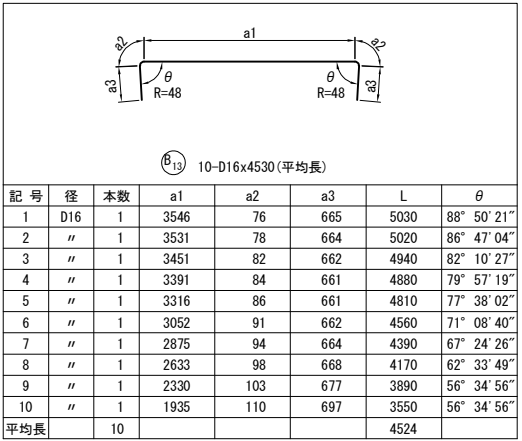 a1
a2
a2
a3
θ
R=48
θ
R=48
a3
B13 10-D16x4530(平均長)
記 号 径 本数 a1 a2 a3 L θ
1 D16 1 3546 76 665 5030 88° 50'21"
2 〃 1 3531 78 664 5020 86° 47'04"
3 〃 1 3451 82 662 4940 82° 10'27"
4 〃 1 3391 84 661 4880 79° 57'19"
5 〃 1 3316 86 661 4810 77° 38'02"
6 〃 1 3052 91 662 4560 71° 08'40"
7 〃 1 2875 94 664 4390 67° 24'26"
8 〃 1 2633 98 668 4170 62° 33'49"
9 〃 1 2330 103 677 3890 56° 34'56"
10 〃 1 1935 110 697 3550 56° 34'56"
平均長 10 4524